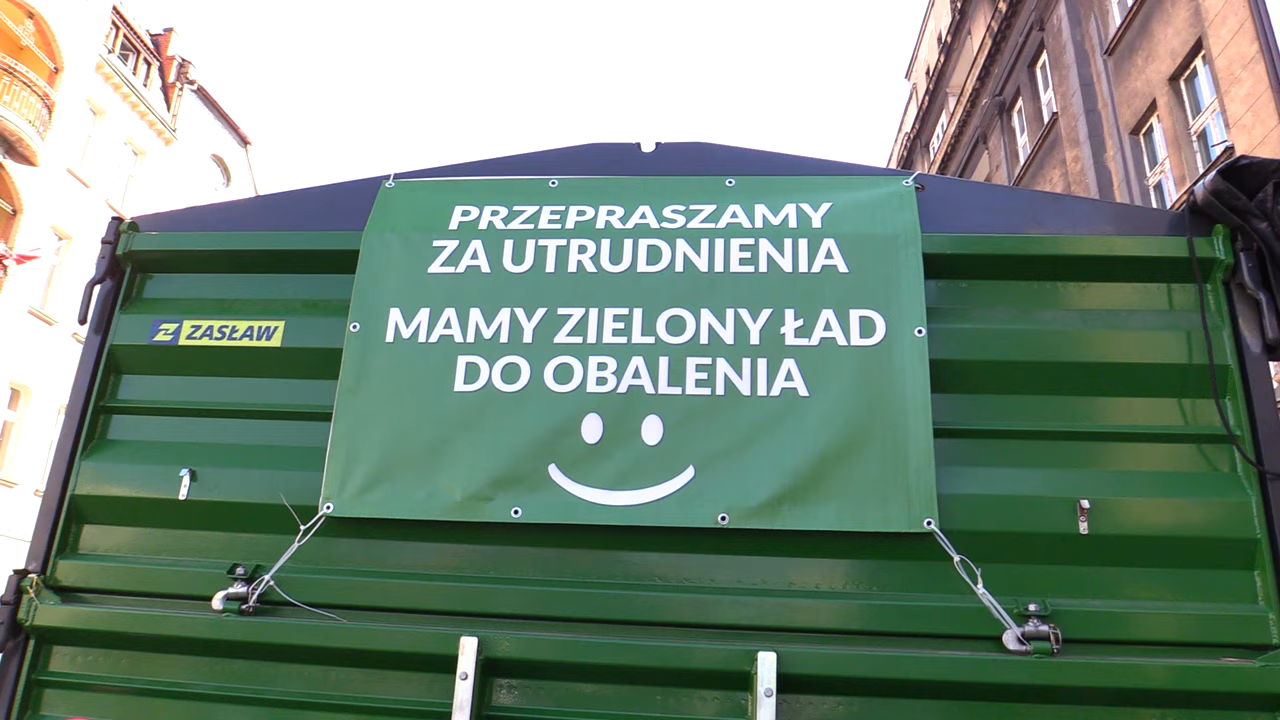 PRZEPRASZAMY
ZA UTRUDNIENIA
MAMY ZIELONY ŁAD
DO OBALENIA
ZASŁAW